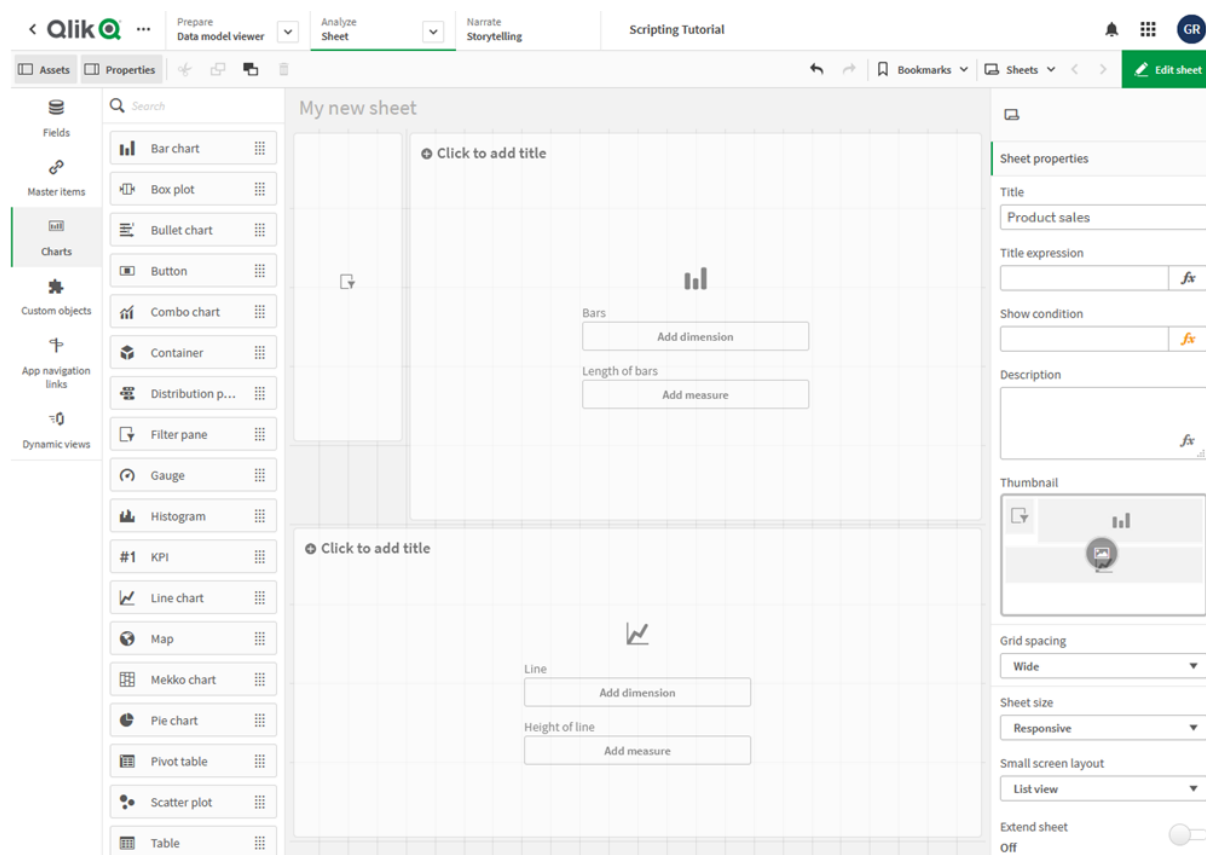 Qlik
Prepare
Data model viewer
Analyze
Sheet
Narrate
Storytelling
Scripting Tutorial
GR
Assets
Properties
Bookmarks
Sheets
Edit sheet
Fields
Master items
Charts
Custom objects
App navigation
links
Dynamic views
Search
Bar chart
Box plot
Bullet chart
Button
Combo chart
Container
Distribution p...
Filter pane
Gauge
Histogram
#1 KPI
Line chart
Map
Mekko chart
Pie chart
Pivot table
Scatter plot
Table
My new sheet
Click to add title
Bars
Add dimension
Length of bars
Add measure
Click to add title
Line
Add dimension
Height of line
Add measure
Sheet properties
Title
Product sales
Title expression
fx
Show condition
fx
Description
fx
Thumbnail
Grid spacing
Wide
Sheet size
Responsive
Small screen layout
List view
Extend sheet
Off